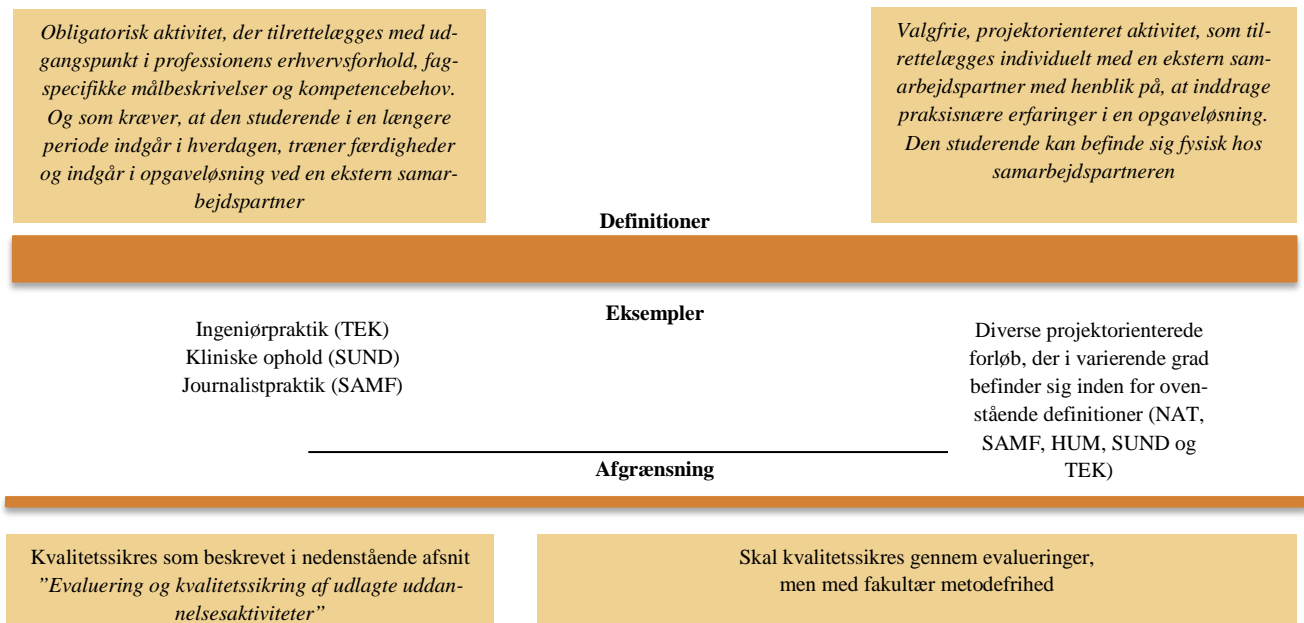 Obligatorisk aktivitet, der tilrettelægges med ud-
gangspunkt i professionens erhvervsforhold, fag-
specifikke målbeskrivelser og kompetencebehov.
Og som kræver, at den studerende i en længere
periode indgår i hverdagen, træner færdigheder
og indgår i opgaveløsning ved en ekstern samar-
bejdspartner
Valgfrie, projektorienteret aktivitet, som til-
rettelægges individuelt med en ekstern sam-
arbejdspartner med henblik på, at inddrage
praksisnære erfaringer i en opgaveløsning.
Den studerende kan befinde sig fysisk hos
samarbejdspartneren
Definitioner
Eksempler
Ingeniørpraktik (TEK)
Kliniske ophold (SUND)
Journalistpraktik (SAMF)
Diverse projektorienterede
forløb, der i varierende grad
befinder sig inden for oven-
stående definitioner (NAT,
SAMF, HUM, SUND og
TEK)
Afgrænsning
Kvalitetssikres som beskrevet i nedenstående afsnit
”Evaluering og kvalitetssikring af udlagte uddan-
nelsesaktiviteter”
Skal kvalitetssikres gennem evalueringer,
men med fakultær metodefrihed